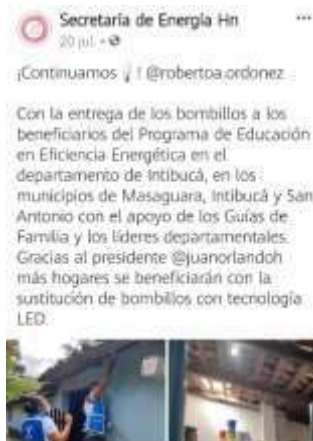 Secretaría de Energía Hn
20 jul.
¡Continuamos 💡! @robertoa.ordonez
Con la entrega de los bombillos a los
beneficiarios del Programa de Educación
en Eficiencia Energética en el
departamento de Intibucá, en los
municipios de Masaguara, Intibucá y San
Antonio con el apoyo de los Guías de
Familia y los líderes departamentales.
Gracias al presidente @juanorlandoh
más hogares se beneficiarán con la
sustitución de bombillos con tecnología
LED.